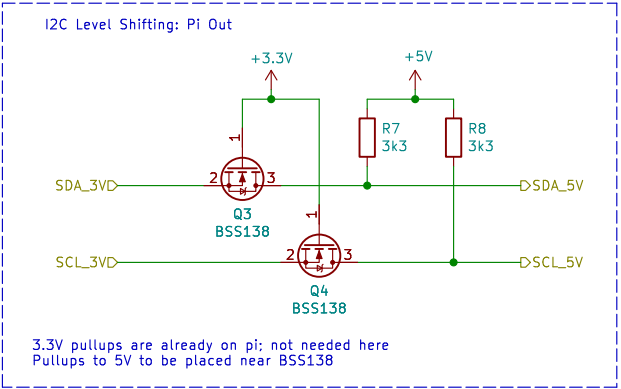 I2C Level Shifting: Pi Out
+3.3V
+5V
R7
3k3
R8
3k3
1
SDA_3V
2
3
SDA_5V
Q3
BSS138
1
SCL_3V
2
3
SCL_5V
Q4
BSS138
3.3V pullups are already on pi; not needed here
Pullups to 5V to be placed near BSS138